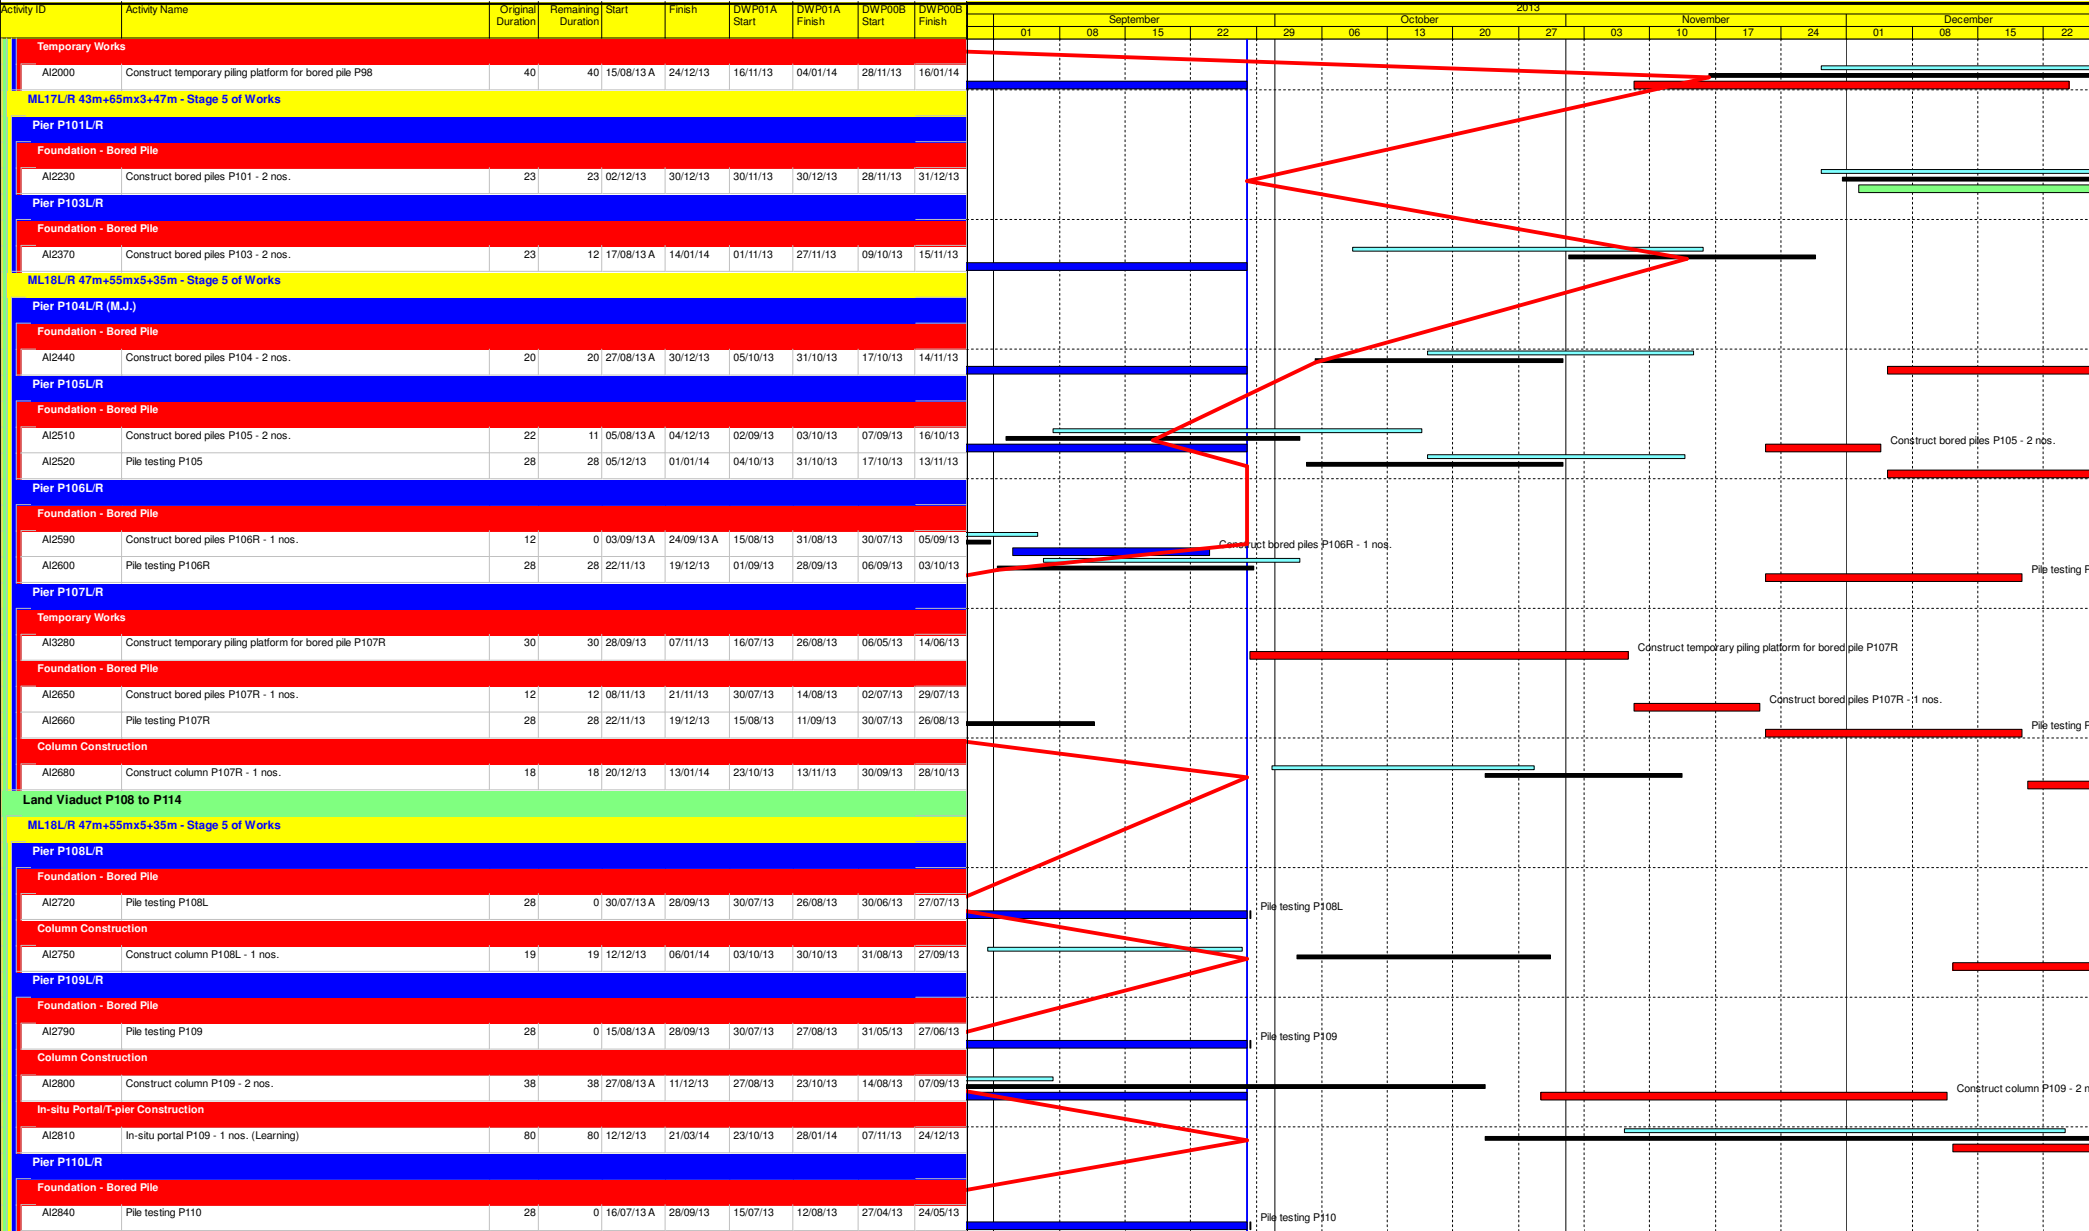 Activity ID Activity Name Original Duration Remaining Duration Start Finish DWP01A Start DWP01A Finish DWP00B Start DWP00B Finish
2013
September October November December
01 08 15 22 29 06 13 20 27 03 10 17 24 01 08 15 22
Temporary Works
AI2000 Construct temporary piling platform for bored pile P98 40 40 15/08/13 A 24/12/13 16/11/13 04/01/14 28/11/13 16/01/14
ML17L/R 43m+65mx3+47m - Stage 5 of Works
Pier P101L/R
Foundation - Bored Pile
AI2230 Construct bored piles P101 - 2 nos. 23 23 02/12/13 30/12/13 30/11/13 30/12/13 28/11/13 31/12/13
Pier P103L/R
Foundation - Bored Pile
AI2370 Construct bored piles P103 - 2 nos. 23 12 17/08/13 A 14/01/14 01/11/13 27/11/13 09/10/13 15/11/13
ML18L/R 47m+55mx5+35m - Stage 5 of Works
Pier P104L/R (M.J.)
Foundation - Bored Pile
AI2440 Construct bored piles P104 - 2 nos. 20 20 27/08/13 A 30/12/13 05/10/13 31/10/13 17/10/13 14/11/13
Pier P105L/R
Foundation - Bored Pile
AI2510 Construct bored piles P105 - 2 nos. 22 11 05/08/13 A 04/12/13 02/09/13 03/10/13 07/09/13 16/10/13 Construct bored piles P105 - 2 nos.
AI2520 Pile testing P105 28 28 05/12/13 01/01/14 04/10/13 31/10/13 17/10/13 13/11/13
Pier P106L/R
Foundation - Bored Pile
AI2590 Construct bored piles P106R - 1 nos. 12 0 03/09/13 A 24/09/13 A 15/08/13 31/08/13 30/07/13 05/09/13 Construct bored piles P106R - 1 nos.
AI2600 Pile testing P106R 28 28 22/11/13 19/12/13 01/09/13 28/09/13 06/09/13 03/10/13 Pile testing P
Pier P107L/R
Temporary Works
AI3280 Construct temporary piling platform for bored pile P107R 30 30 28/09/13 07/11/13 16/07/13 26/08/13 06/05/13 14/06/13 Construct temporary piling platform for bored pile P107R
Foundation - Bored Pile
AI2650 Construct bored piles P107R - 1 nos. 12 12 08/11/13 21/11/13 30/07/13 14/08/13 02/07/13 29/07/13 Construct bored piles P107R - 1 nos.
AI2660 Pile testing P107R 28 28 22/11/13 19/12/13 15/08/13 11/09/13 30/07/13 26/08/13 Pile testing P
Column Construction
AI2680 Construct column P107R - 1 nos. 18 18 20/12/13 13/01/14 23/10/13 13/11/13 30/09/13 28/10/13
Land Viaduct P108 to P114
ML18L/R 47m+55mx5+35m - Stage 5 of Works
Pier P108L/R
Foundation - Bored Pile
AI2720 Pile testing P108L 28 0 30/07/13 A 28/09/13 30/07/13 26/08/13 30/06/13 27/07/13 Pile testing P108L
Column Construction
AI2750 Construct column P108L - 1 nos. 19 19 12/12/13 06/01/14 03/10/13 30/10/13 31/08/13 27/09/13
Pier P109L/R
Foundation - Bored Pile
AI2790 Pile testing P109 28 0 15/08/13 A 28/09/13 30/07/13 27/08/13 31/05/13 27/06/13 Pile testing P109
Column Construction
AI2800 Construct column P109 - 2 nos. 38 38 27/08/13 A 11/12/13 27/08/13 23/10/13 14/08/13 07/09/13 Construct column P109 - 2 n
In-situ Portal/T-pier Construction
AI2810 In-situ portal P109 - 1 nos. (Learning) 80 80 12/12/13 21/03/14 23/10/13 28/01/14 07/11/13 24/12/13
Pier P110L/R
Foundation - Bored Pile
AI2840 Pile testing P110 28 0 16/07/13 A 28/09/13 15/07/13 12/08/13 27/04/13 24/05/13 Pile testing P110